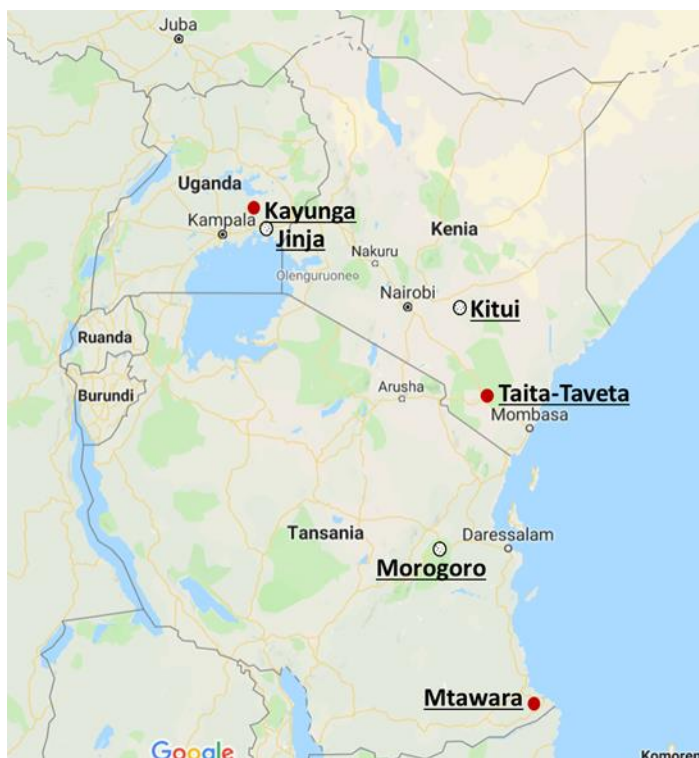 Juba
Uganda
Kayunga
Kampala
Jinja
Kenia
Nakuru
Olenguruone
Nairobi
Kitui
Ruanda
Burundi
Arusha
Taita-Taveta
Mombasa
Tansania
Daressalam
Morogoro
Mtawara
Google
Komoren